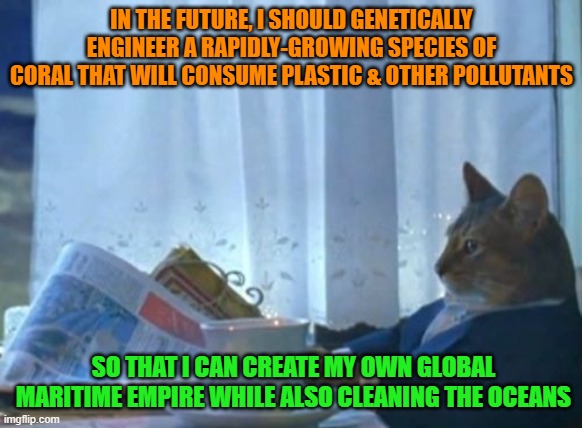 IN THE FUTURE, I SHOULD GENETICALLY
ENGINEER A RAPIDLY-GROWING SPECIES OF
CORAL THAT WILL CONSUME PLASTIC & OTHER POLLUTANTS
SO THAT I CAN CREATE MY OWN GLOBAL
MARITIME EMPIRE WHILE ALSO CLEANING THE OCEANS
imgflip.com